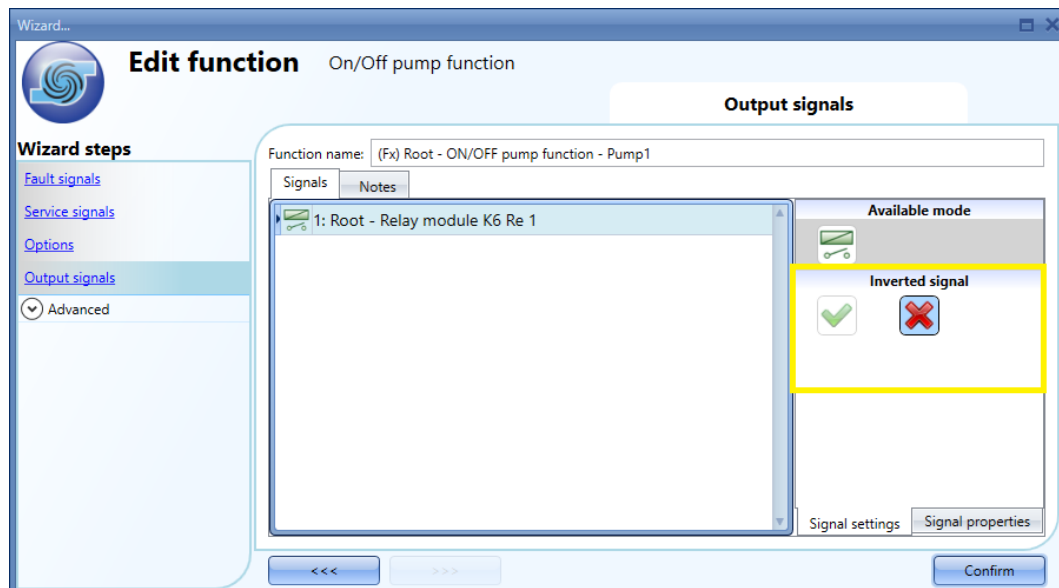 Wizard...
Edit function On/Off pump function
Output signals
Wizard steps
Fault signals
Service signals
Options
Output signals
Advanced
Function name: (Fx) Root - ON/OFF pump function - Pump1
Signals Notes
1: Root - Relay module K6 Re 1
Available mode
Inverted signal
Signal settings Signal properties
<<< >>> Confirm